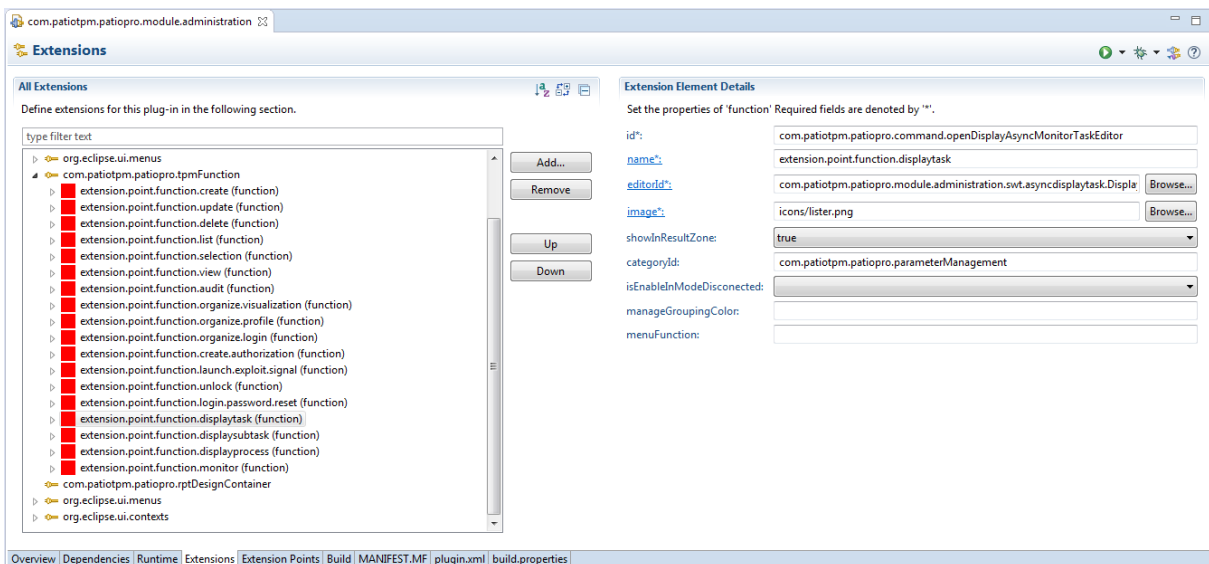 com.patiotpm.patiopro.module.administration
Extensions
All Extensions
Define extensions for this plug-in in the following section.
type filter text
org.eclipse.ui.menus
com.patiotpm.patiopro.tpmFunction
extension.point.function.create (function)
extension.point.function.update (function)
extension.point.function.delete (function)
extension.point.function.list (function)
extension.point.function.selection (function)
extension.point.function.view (function)
extension.point.function.audit (function)
extension.point.function.organize.visualization (function)
extension.point.function.organize.profile (function)
extension.point.function.organize.login (function)
extension.point.function.create.authorization (function)
extension.point.function.launch.exploit.signal (function)
extension.point.function.unlock (function)
extension.point.function.login.password.reset (function)
extension.point.function.displaytask (function)
extension.point.function.displaysubtask (function)
extension.point.function.displayprocess (function)
extension.point.function.monitor (function)
com.patiotpm.patiopro.rptDesignContainer
org.eclipse.ui.menus
org.eclipse.ui.contexts
Add...
Remove
Up
Down
Extension Element Details
Set the properties of 'function' Required fields are denoted by '*'.
id*: com.patiotpm.patiopro.command.openDisplayAsyncMonitorTaskEditor
name*: extension.point.function.displaytask
editorId*: com.patiotpm.patiopro.module.administration.swt.asyncdisplaytask.Display Browse...
image*: icons/lister.png Browse...
showInResultZone: true
categoryId: com.patiotpm.patiopro.parameterManagement
isEnableInModeDisconected:
manageGroupingColor:
menuFunction:
Overview Dependencies Runtime Extensions Extension Points Build MANIFEST.MF plugin.xml build.properties